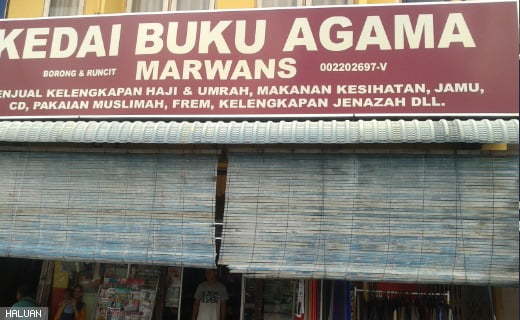 KEDAI BUKU AGAMA
BORONG & RUNCIT
MARWANS
002202697-V
ENJUAL KELENGKAPAN HAJI & UMRAH, MAKANAN KESIHATAN, JAMU,
CD, PAKAIAN MUSLIMAH, FREM, KELENGKAPAN JENAZAH DLL.
HALUAN